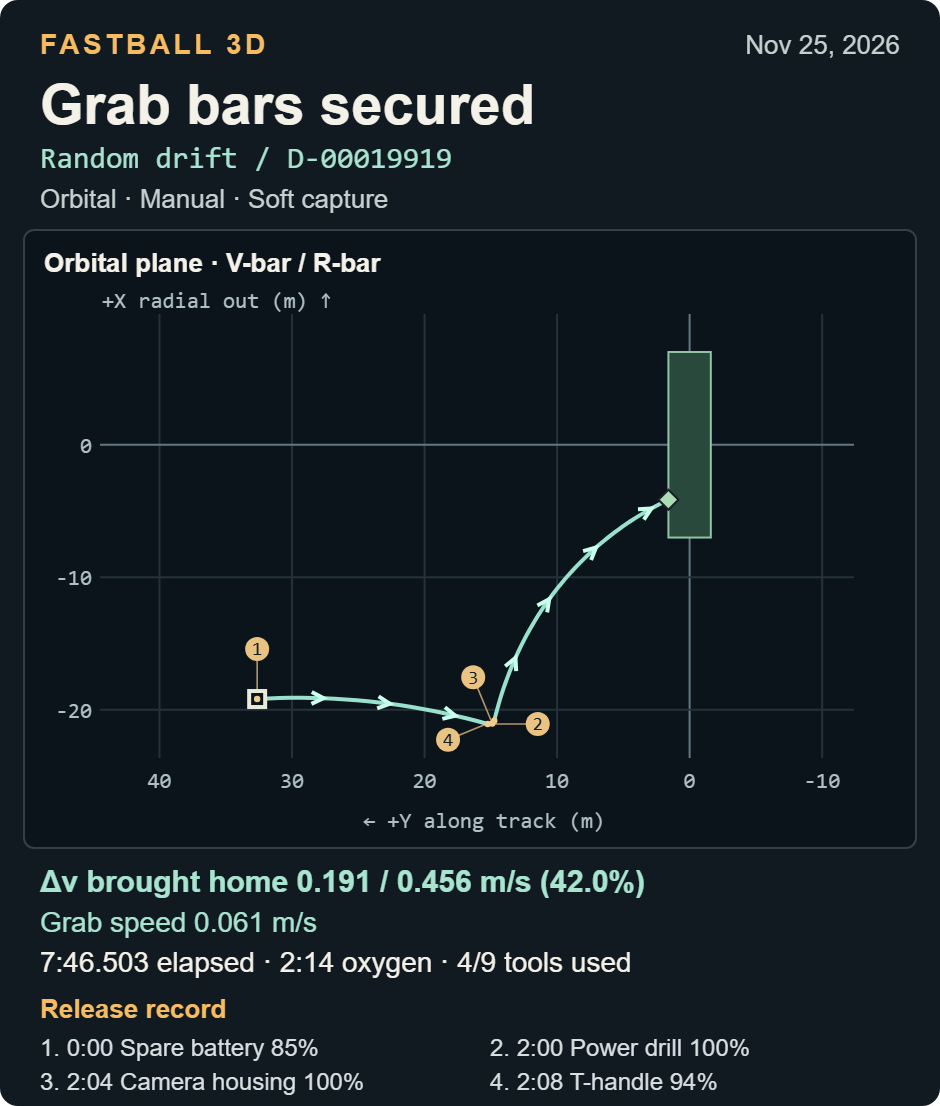 FASTBALL 3D
Nov 25, 2026
Grab bars secured
Random drift / D-00019919
Orbital · Manual · Soft capture
Orbital plane · V-bar / R-bar
+X radial out (m) ↑
0
-10
-20
1
3
2
4
40 30 20 10 0 -10
← +Y along track (m)
Δv brought home 0.191 / 0.456 m/s (42.0%)
Grab speed 0.061 m/s
7:46.503 elapsed · 2:14 oxygen · 4/9 tools used
Release record
1. 0:00 Spare battery 85%
2. 2:00 Power drill 100%
3. 2:04 Camera housing 100%
4. 2:08 T-handle 94%